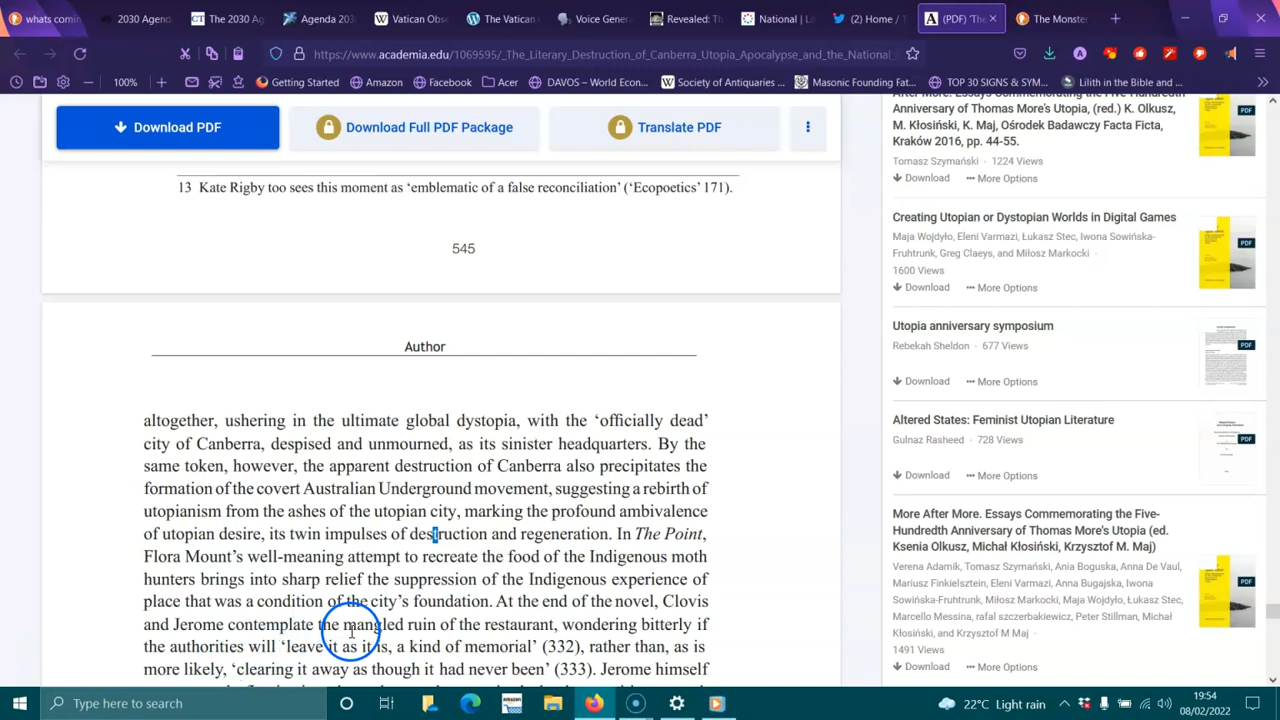 whats comin
The 2030 Ag
Agenda 203
Vatican Obse
The Vatican
Voice Gener
Revealed: Th
National | La
(2) Home / T
(PDF) 'The
The Monster
https://www.academia.edu/1069595/_The_Literary_Destruction_of_Canberra_Utopia_Apocalypse_and_the_National
100%
Getting Started
Amazon
Facebook
Acer
DAVOS – World Econ...
Society of Antiquaries ...
Masonic Founding Fat...
TOP 30 SIGNS & SYM...
Lilith in the Bible and ...
Download PDF
Download Full PDF Package
Translate PDF
13 Kate Rigby too sees this moment as 'emblematic of a false reconciliation' ('Ecopoetics' 171).
545
Author
altogether, ushering in the ultimate global dystopia, with the 'officially dead'
city of Canberra, despised and unmourned, as its sinister headquarters. By the
same token, however, the apparent destruction of Canberra also precipitates the
formation of the covert Australian Underground movement, suggesting a rebirth of
utopianism from the ashes of the utopian city, marking the profound ambivalence
of utopian desire, its twin impulses of destruction and regeneration. In The Point,
Flora Mount's well-meaning attempt to recreate the food of the Indigenous moth
hunters brings into sharp relief the suppression of the Indigenous experience of
place that was a condition of the city's foundation. At the end of the novel, Clovis
and Jerome contemplate the mangled ruin of the restaurant, wondering bitterly if
the authorities will 'leave it as it is, a kind of memorial' (332), rather than, as is
more likely, 'clearing it away as though it had never been' (333). Jerome himself
After More. Essays Commemorating the Five-Hundredth
Anniversary of Thomas More's Utopia, (red.) K. Olkusz,
M. Kłosiński, K. Maj, Ośrodek Badawczy Facta Ficta,
Kraków 2016, pp. 44-55.
Tomasz Szymański · 1224 Views
Download
More Options
PDF
Creating Utopian or Dystopian Worlds in Digital Games
Maja Wojdyło, Eleni Varmazi, Łukasz Stec, Iwona Sowińska-
Fruhtrunk, Greg Claeys, and Miłosz Markocki ·
1600 Views
Download
More Options
PDF
Utopia anniversary symposium
Rebekah Sheldon · 677 Views
Download
More Options
PDF
Altered States: Feminist Utopian Literature
Gulnaz Rasheed · 728 Views
Download
More Options
PDF
More After More. Essays Commemorating the Five-
Hundredth Anniversary of Thomas More's Utopia (ed.
Ksenia Olkusz, Michał Kłosiński, Krzysztof M. Maj)
Verena Adamik, Tomasz Szymański, Ania Boguska, Anna De Vaul,
Mariusz Finkielsztein, Eleni Varmazi, Anna Bugajska, Iwona
Sowińska-Fruhtrunk, Miłosz Markocki, Maja Wojdyło, Łukasz Stec,
Marcello Messina, rafal szczerbakiewicz, Peter Stillman, Michał
Kłosiński, and Krzysztof M Maj ·
1491 Views
Download
More Options
PDF
Type here to search
22°C Light rain
19:54
08/02/2022